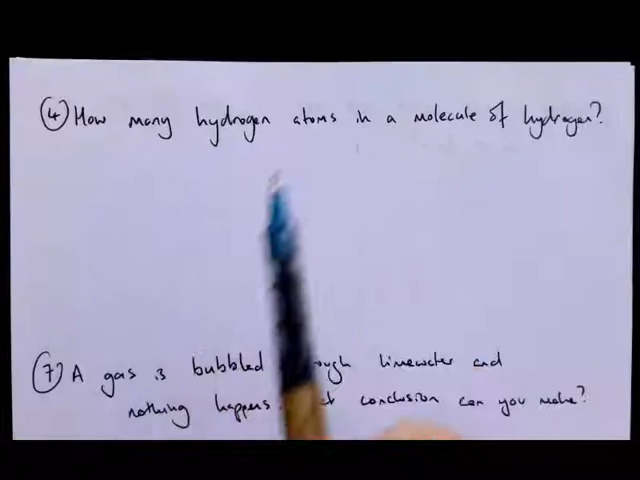 ④ How many hydrogen atoms in a molecule of hydrogen?
⑦ A gas is bubbled limewater and
nothing happens. conclusion can you make?